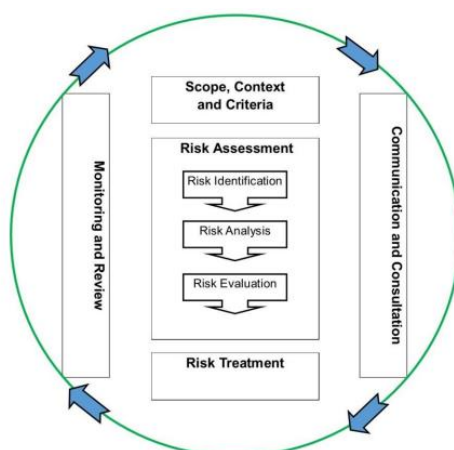 Scope, Context
and Criteria
Risk Assessment
Risk Identification
Risk Analysis
Risk Evaluation
Risk Treatment
Monitoring and Review
Communication and Consultation